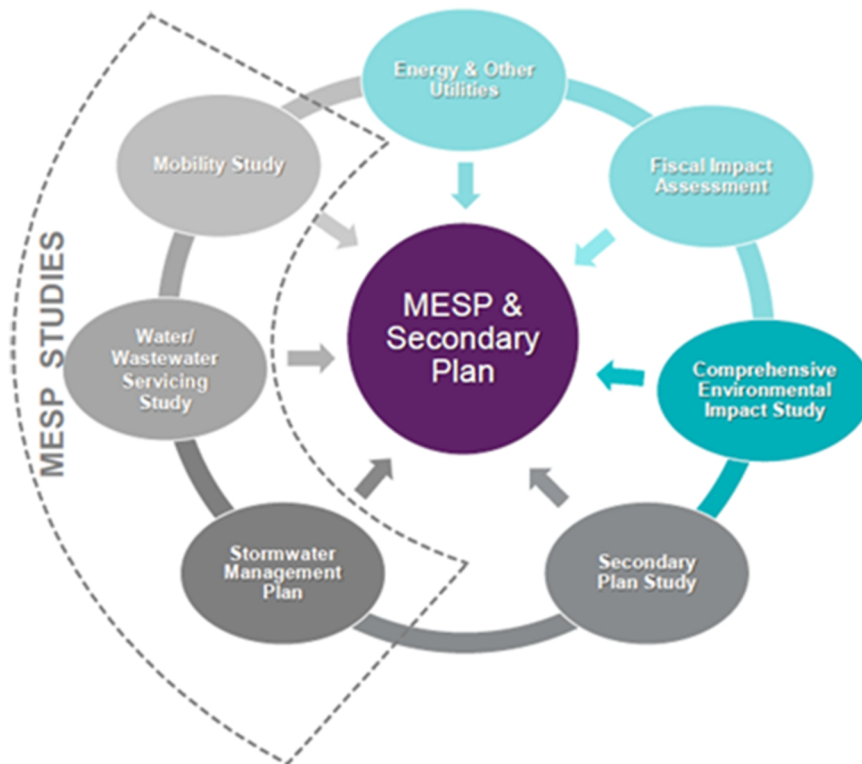 Energy & Other
Utilities
Fiscal Impact
Assessment
Comprehensive
Environmental
Impact Study
Secondary
Plan Study
Stormwater
Management
Plan
Water/
Wastewater
Servicing
Study
Mobility Study
MESP &
Secondary
Plan
MESP STUDIES